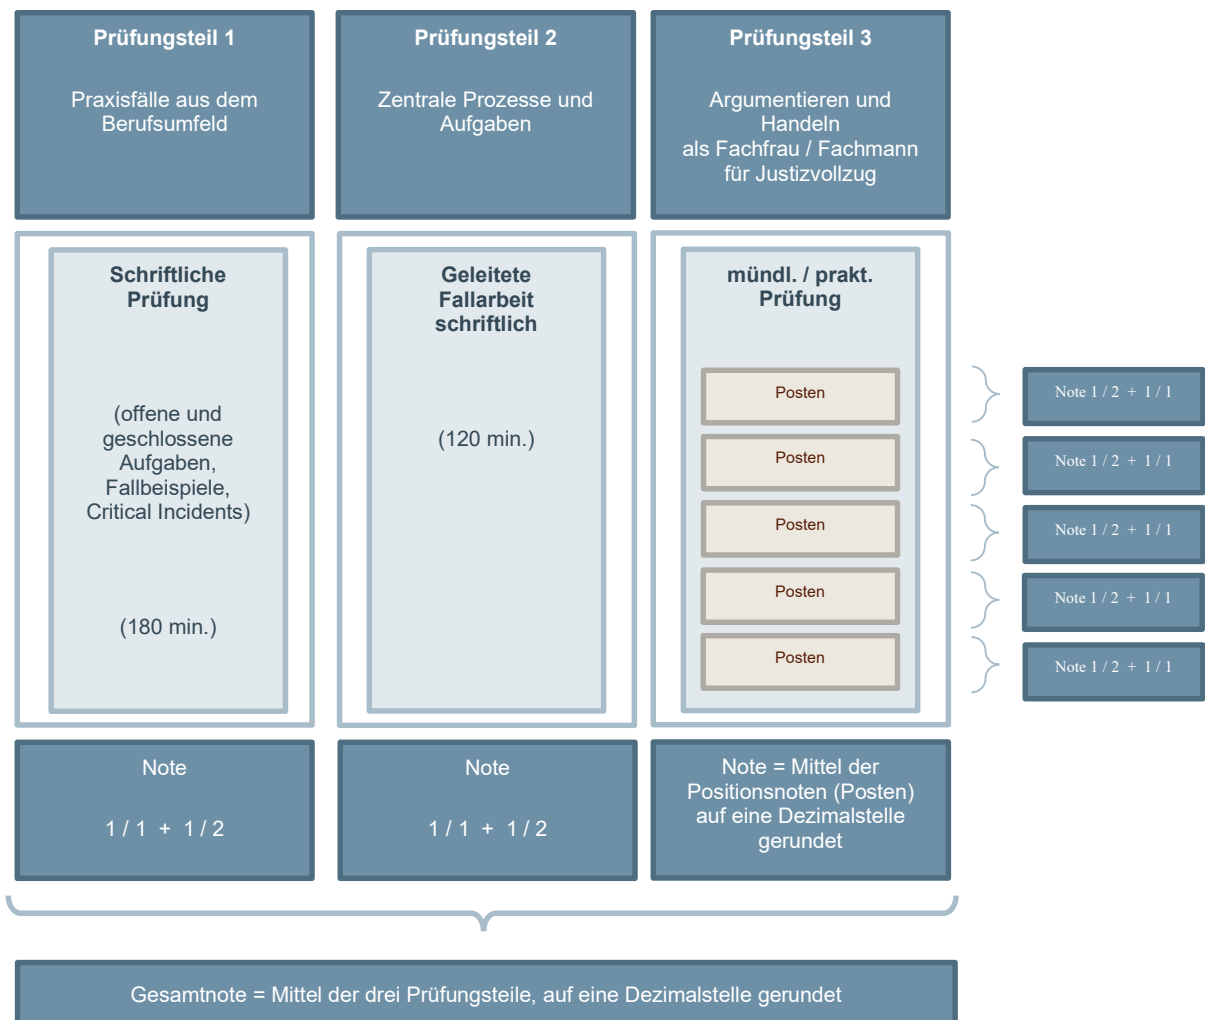 Prüfungsteil 1
Praxisfälle aus dem
Berufsumfeld
Prüfungsteil 2
Zentrale Prozesse und
Aufgaben
Prüfungsteil 3
Argumentieren und
Handeln
als Fachfrau / Fachmann
für Justizvollzug
Schriftliche
Prüfung
(offene und
geschlossene
Aufgaben,
Fallbeispiele,
Critical Incidents)
(180 min.)
Geleitete
Fallarbeit
schriftlich
(120 min.)
mündl. / prakt.
Prüfung
Posten
Note 1 / 2 + 1 / 1
Posten
Note 1 / 2 + 1 / 1
Posten
Note 1 / 2 + 1 / 1
Posten
Note 1 / 2 + 1 / 1
Posten
Note 1 / 2 + 1 / 1
Note
1 / 1 + 1 / 2
Note
1 / 1 + 1 / 2
Note = Mittel der
Positionsnoten (Posten)
auf eine Dezimalstelle
gerundet
Gesamtnote = Mittel der drei Prüfungsteile, auf eine Dezimalstelle gerundet